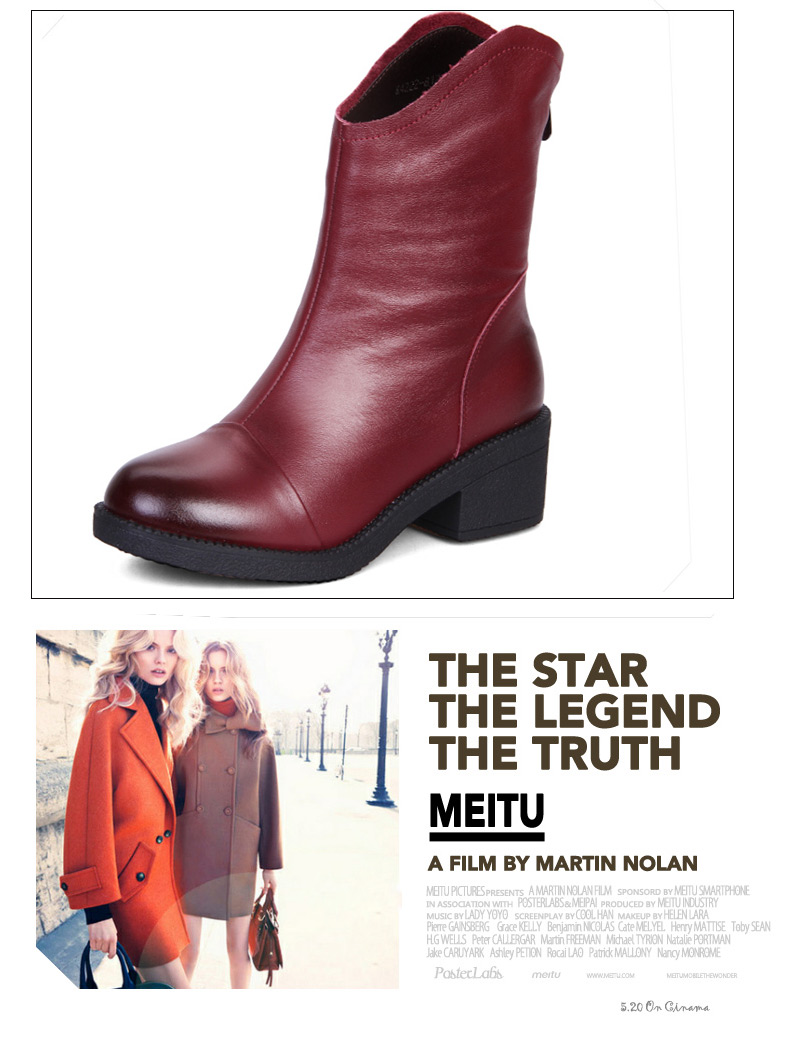 THE STAR
THE LEGEND
THE TRUTH
MEITU
A FILM BY MARTIN NOLAN
MEITU PICTURES PRESENTS A MARTIN NOLAN FILM SPONSORD BY MEITU SMARTPHONE
IN ASSOCIATION WITH POSTERLABS & MEIPAI PRODUCED BY MEITU INDUSTRY
MUSIC BY LADY YOYO SCREENPLAY BY COOL HAN MAKEUP BY HELEN LARA
Pierre GAINSBERG Grace KELLY Benjamin NICOLAS Cate MELYEL Henry MATTISE Toby SEAN
H.G WELLS Peter CALLERGAR Martin FREEMAN Michael TYRION Natalie PORTMAN
Jake CARUYARK Ashley PETION Rocai LAO Patrick MALLONY Nancy MONROME
PosterLabs meitu WWW.MEITU.COM MEITUMOBILETHEWONDER
5.20 On Cinama